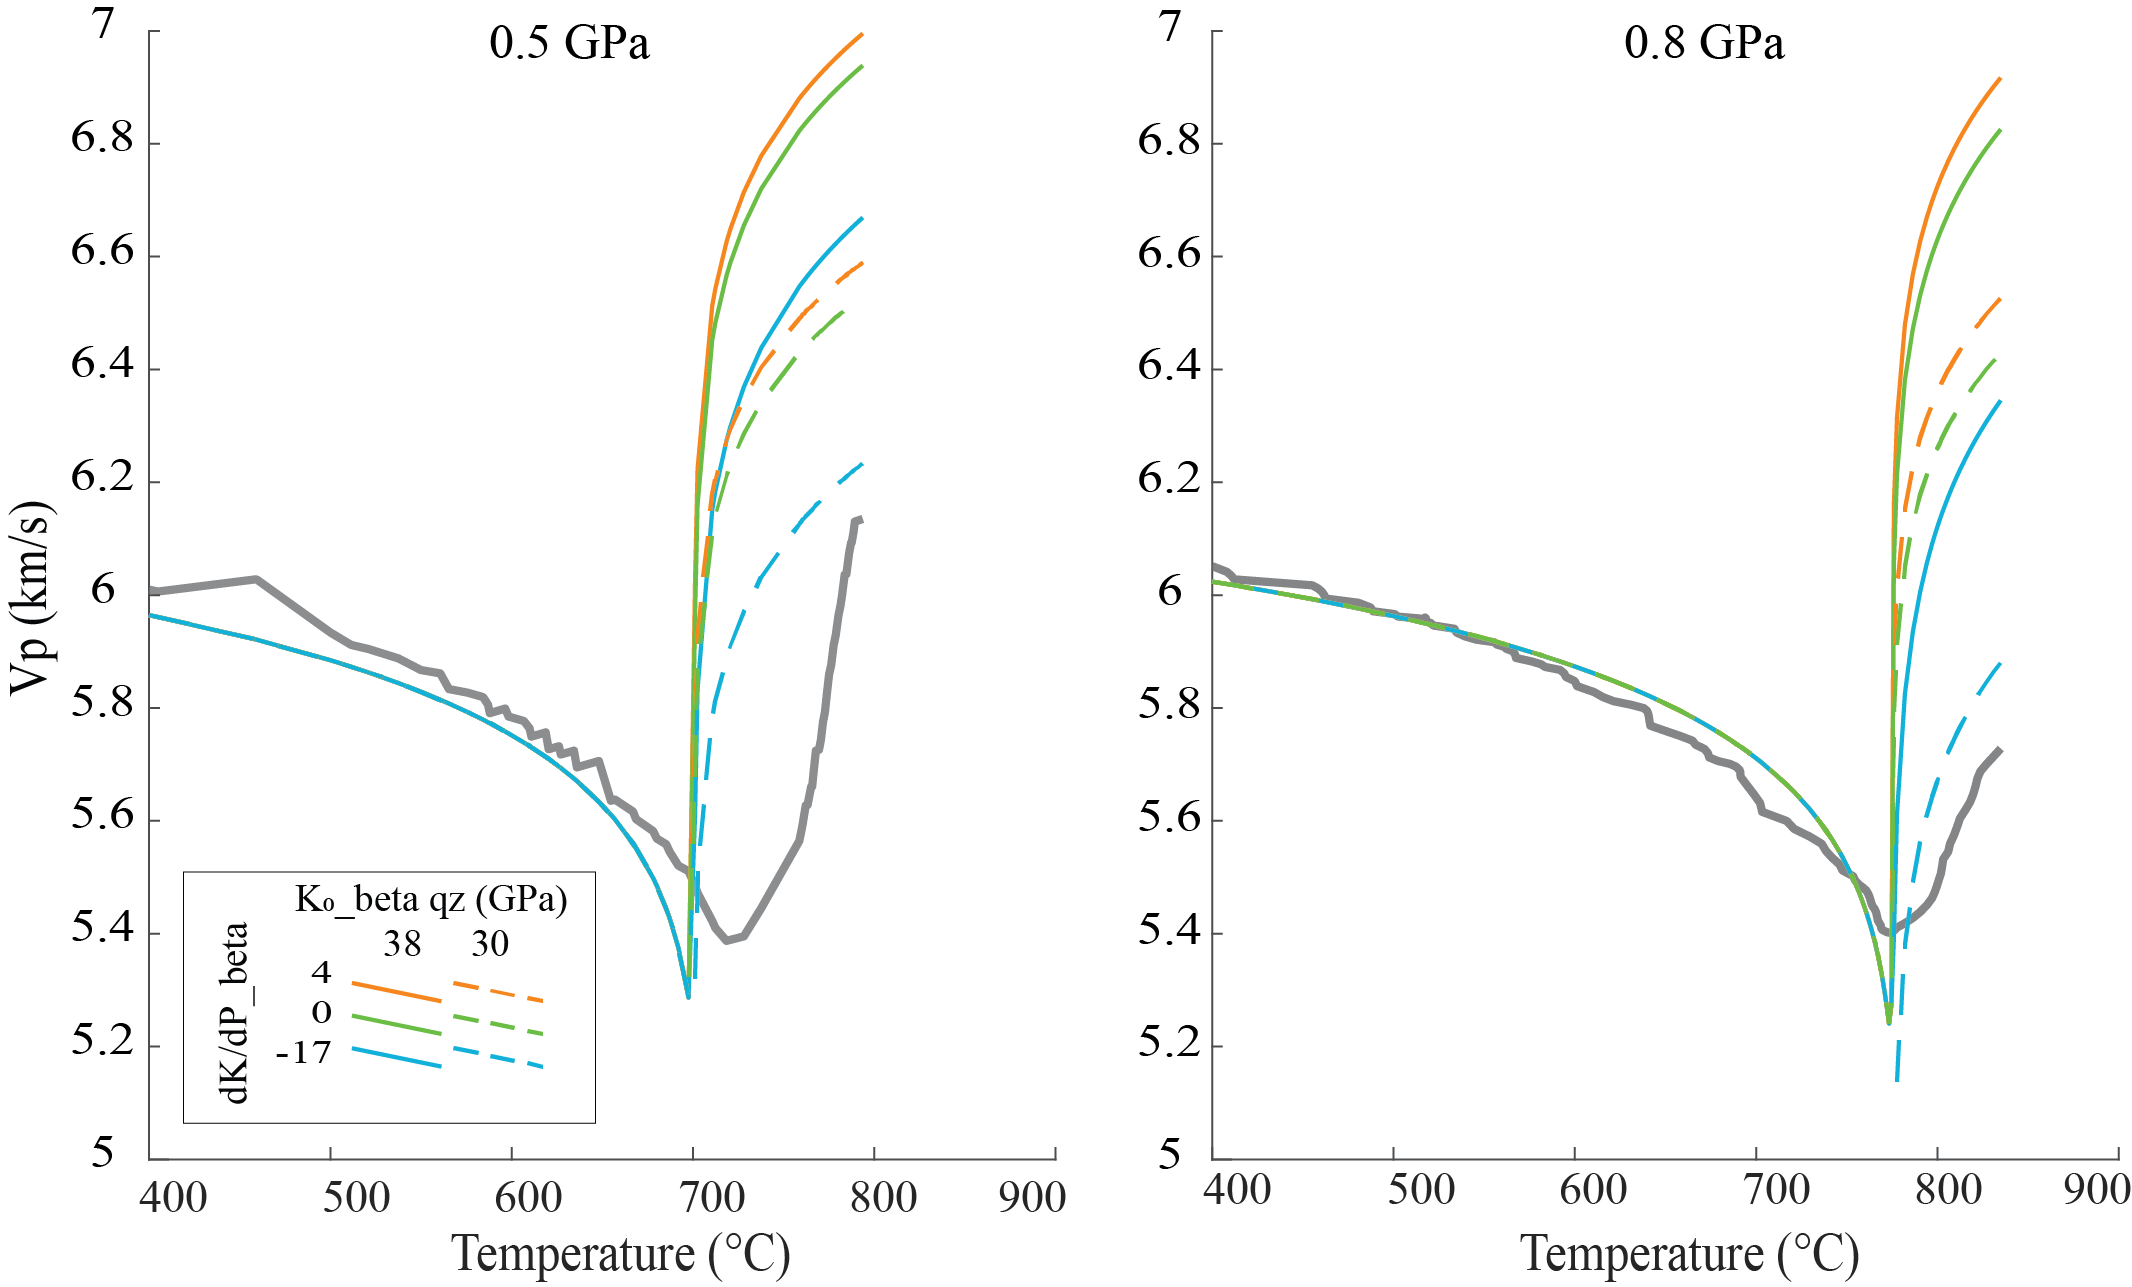 0.5 GPa
7
6.8
6.6
6.4
6.2
6
5.8
5.6
5.4
5.2
5
Vp (km/s)
K₀_beta qz (GPa)
38 30
dK/dP_beta
4
0
-17
400 500 600 700 800 900
Temperature (°C)
0.8 GPa
7
6.8
6.6
6.4
6.2
6
5.8
5.6
5.4
5.2
5
400 500 600 700 800 900
Temperature (°C)